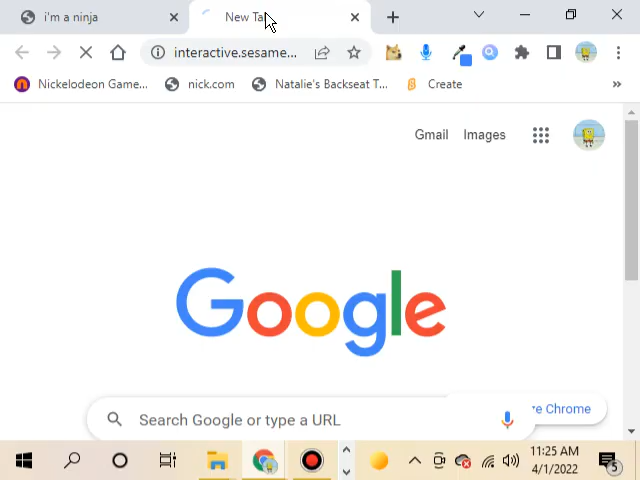 i'm a ninja
New Ta
interactive.sesame...
Nickelodeon Game...
nick.com
Natalie's Backseat T...
Create
»
Gmail
Images
Google
Search Google or type a URL
ze Chrome
11:25 AM
4/1/2022
5